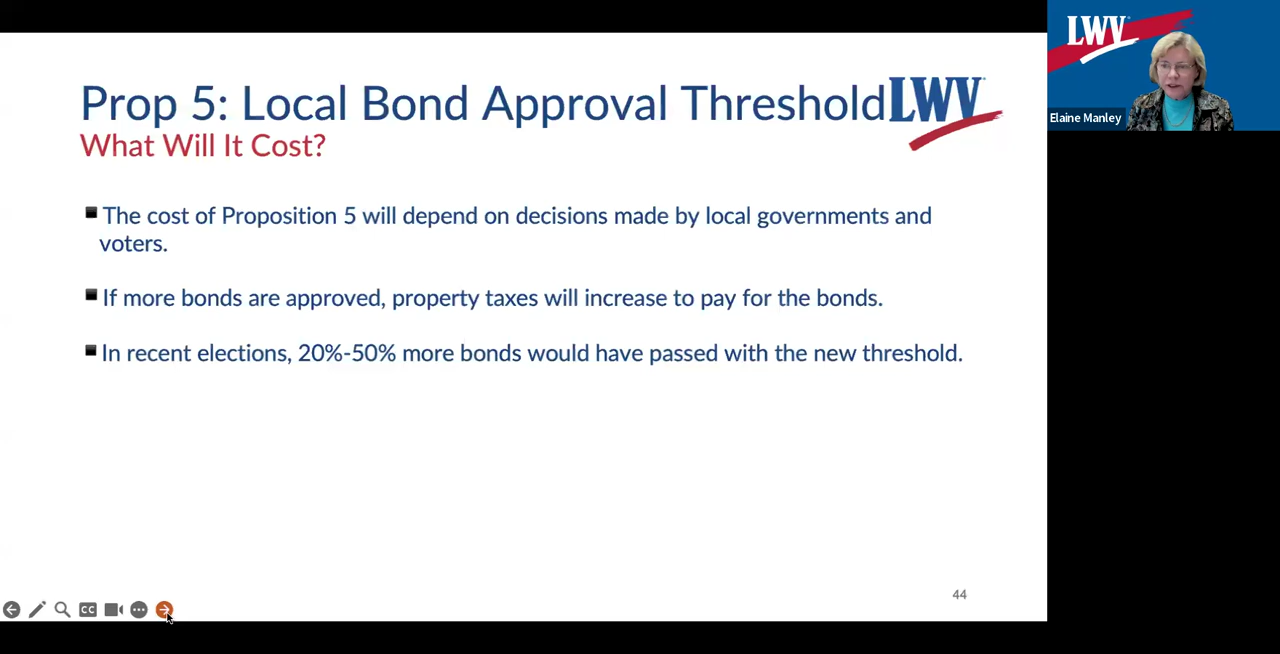 Prop 5: Local Bond Approval Threshold
LWV
What Will It Cost?
The cost of Proposition 5 will depend on decisions made by local governments and
voters.
If more bonds are approved, property taxes will increase to pay for the bonds.
In recent elections, 20%-50% more bonds would have passed with the new threshold.
44
CC
LWV
Elaine Manley